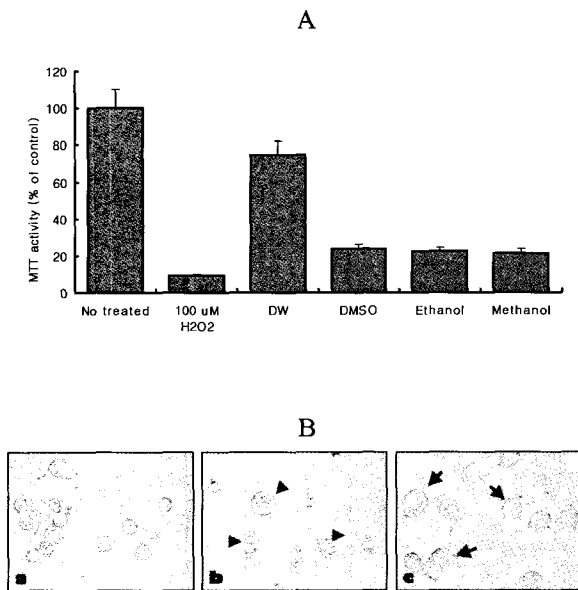 A
MTT activity (% of control)
120
100
80
60
40
20
0
No treated
100 uM
H2O2
DW
DMSO
Ethanol
Methanol
B
a
b
c